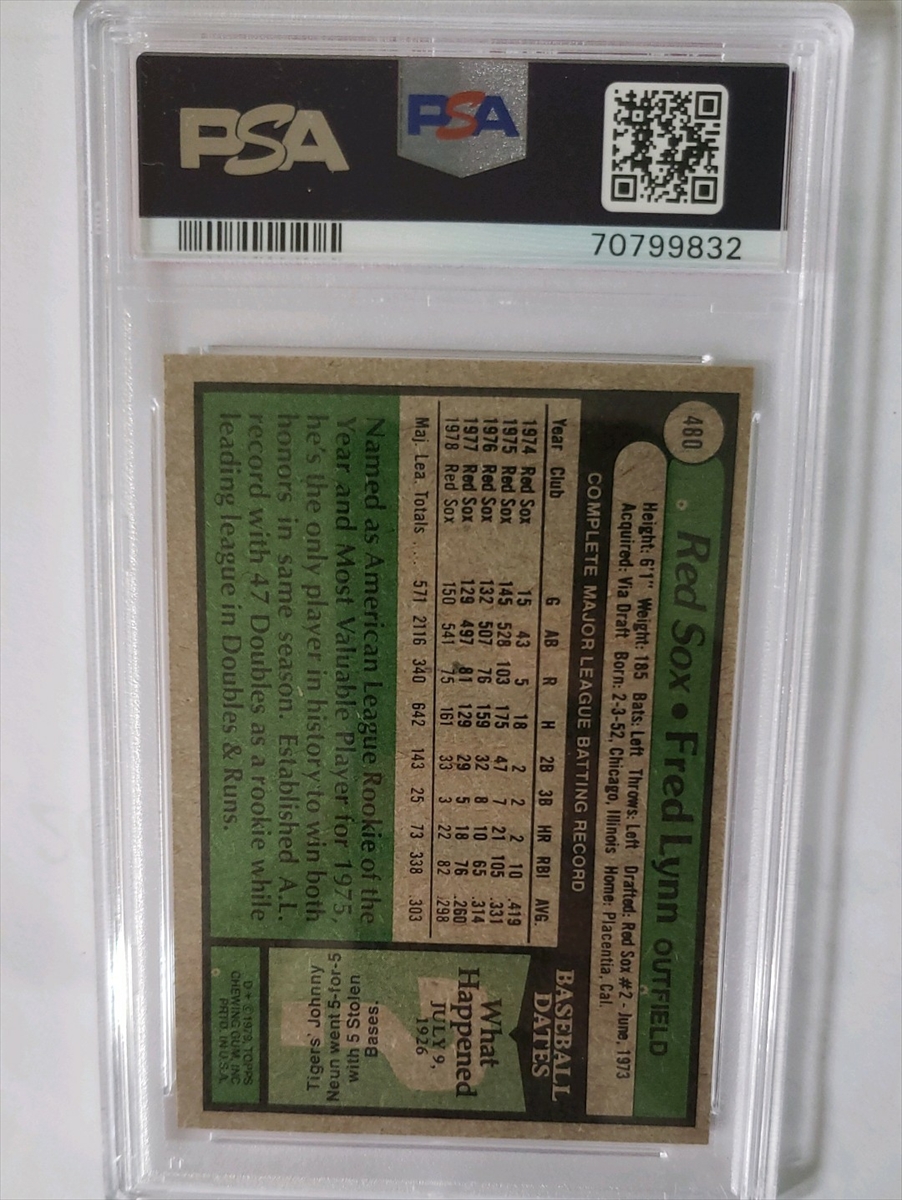 PSA
PSA
70799832
480
Red Sox • Fred Lynn OUTFIELD
Height: 6'1" Weight: 185 Bats: Left Throws: Left Drafted: Red Sox #2 - June, 1973
Acquired: Via Draft Born: 2-3-52, Chicago, Illinois Home: Placentia, Cal.
COMPLETE MAJOR LEAGUE BATTING RECORD
Year Club G AB R H 2B 3B HR RBI AVG.
1974 Red Sox 15 43 5 18 2 2 2 10 .419
1975 Red Sox 145 528 103 175 47 7 21 105 .331
1976 Red Sox 132 507 76 159 32 8 10 65 .314
1977 Red Sox 129 497 81 129 29 5 18 76 .260
1978 Red Sox 150 541 75 161 33 3 22 82 .298
Maj. Lea. Totals .... 571 2116 340 642 143 25 73 338 .303
Named as American League Rookie of the
Year and Most Valuable Player for 1975,
he's the only player in history to win both
honors in same season. Established A.L.
record with 47 Doubles as a rookie while
leading league in Doubles & Runs.
BASEBALL
DATES
What
Happened
JULY 9,
1926
Tigers' Johnny
Neun went 5-for-5
with 5 Stolen
Bases.
D* © 1979, TOPPS
CHEWING GUM, INC.
PRTD. IN U.S.A.